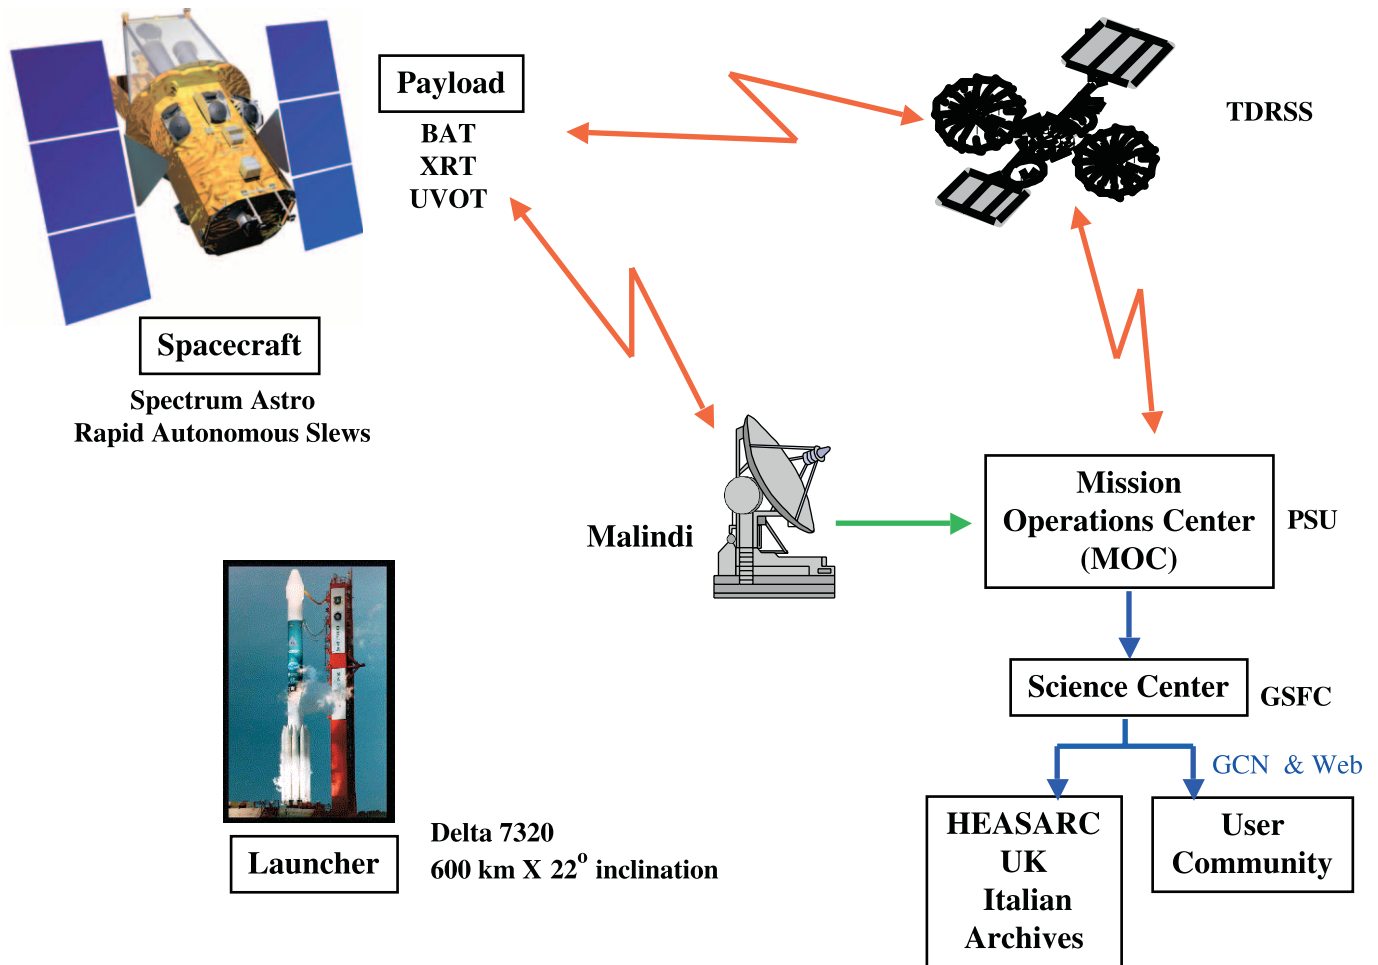 Payload
BAT
XRT
UVOT
TDRSS
Spacecraft
Spectrum Astro
Rapid Autonomous Slews
Malindi
Mission
Operations Center
(MOC)
PSU
Science Center
GSFC
GCN & Web
HEASARC
UK
Italian
Archives
User
Community
Launcher
Delta 7320
600 km X 22° inclination